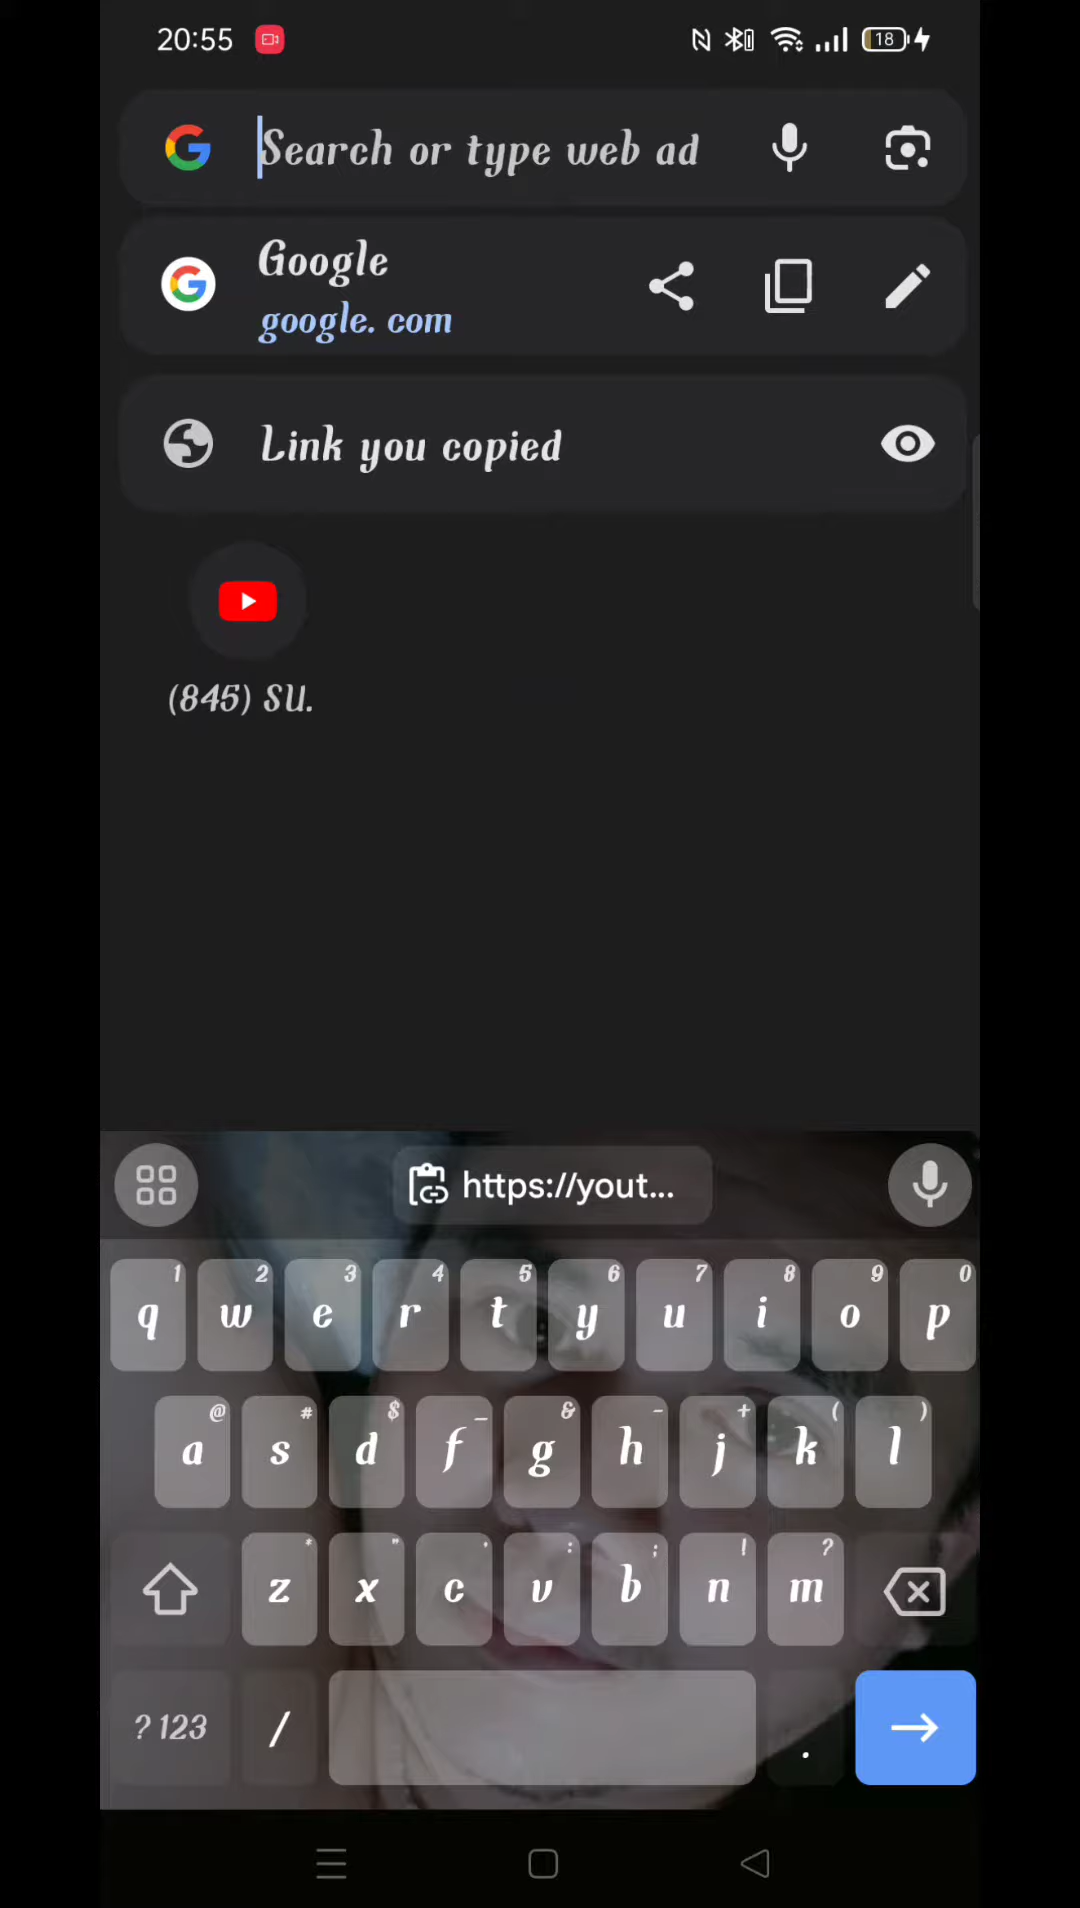 20:55
18
Search or type web ad
Google
google. com
Link you copied
(845) SU.
https://yout...
1 2 3 4 5 6 7 8 9 0
q w e r t y u i o p
@ # $ _ & - + ( )
a s d f g h j k l
* " ' : ; ! ?
z x c v b n m
? 123 / .